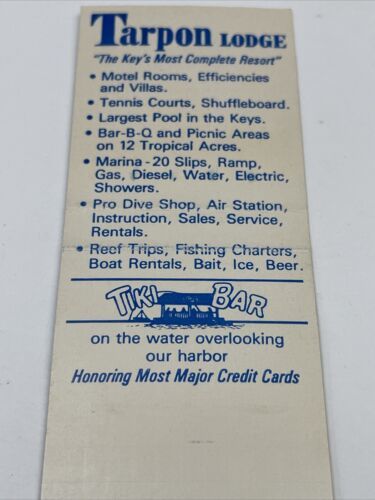 Tarpon LODGE
"The Key's Most Complete Resort"
• Motel Rooms, Efficiencies
and Villas.
• Tennis Courts, Shuffleboard.
• Largest Pool in the Keys.
• Bar-B-Q and Picnic Areas
on 12 Tropical Acres.
• Marina - 20 Slips, Ramp,
Gas, Diesel, Water, Electric,
Showers.
• Pro Dive Shop, Air Station,
Instruction, Sales, Service,
Rentals.
• Reef Trips, Fishing Charters,
Boat Rentals, Bait, Ice, Beer.
TIKI BAR
on the water overlooking
our harbor
Honoring Most Major Credit Cards